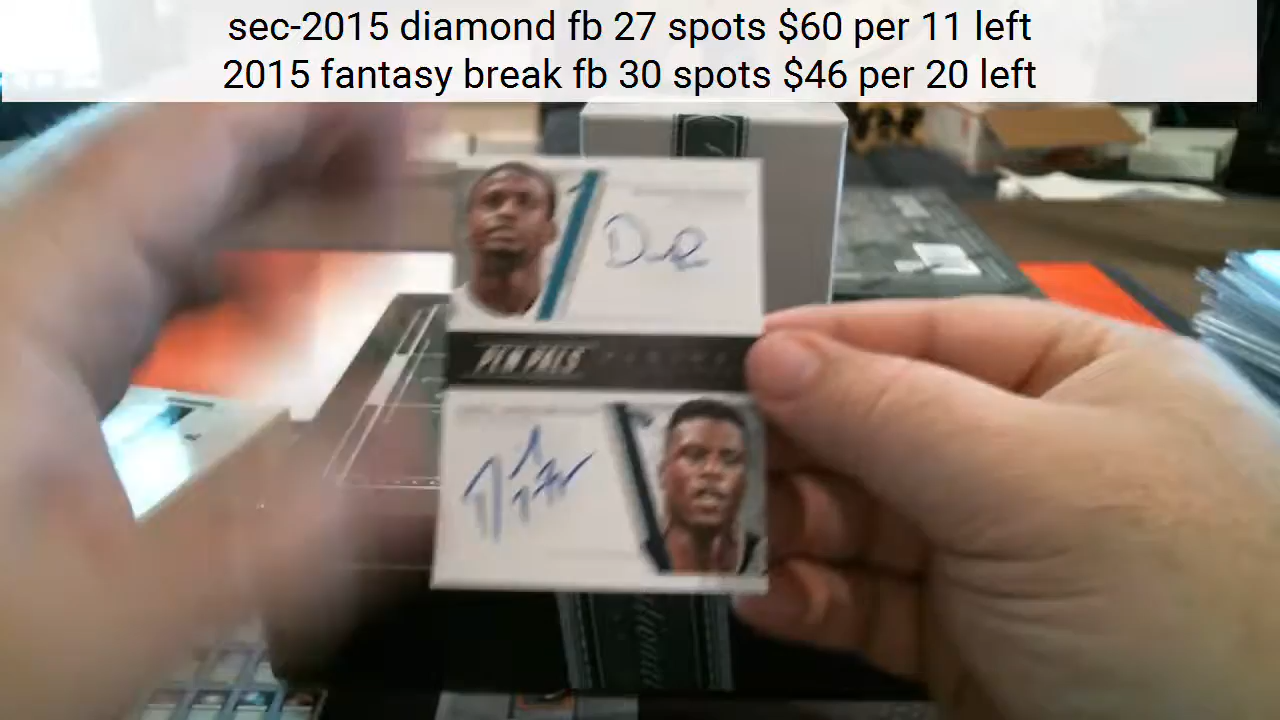 sec-2015 diamond fb 27 spots $60 per 11 left
2015 fantasy break fb 30 spots $46 per 20 left
PEN PALS